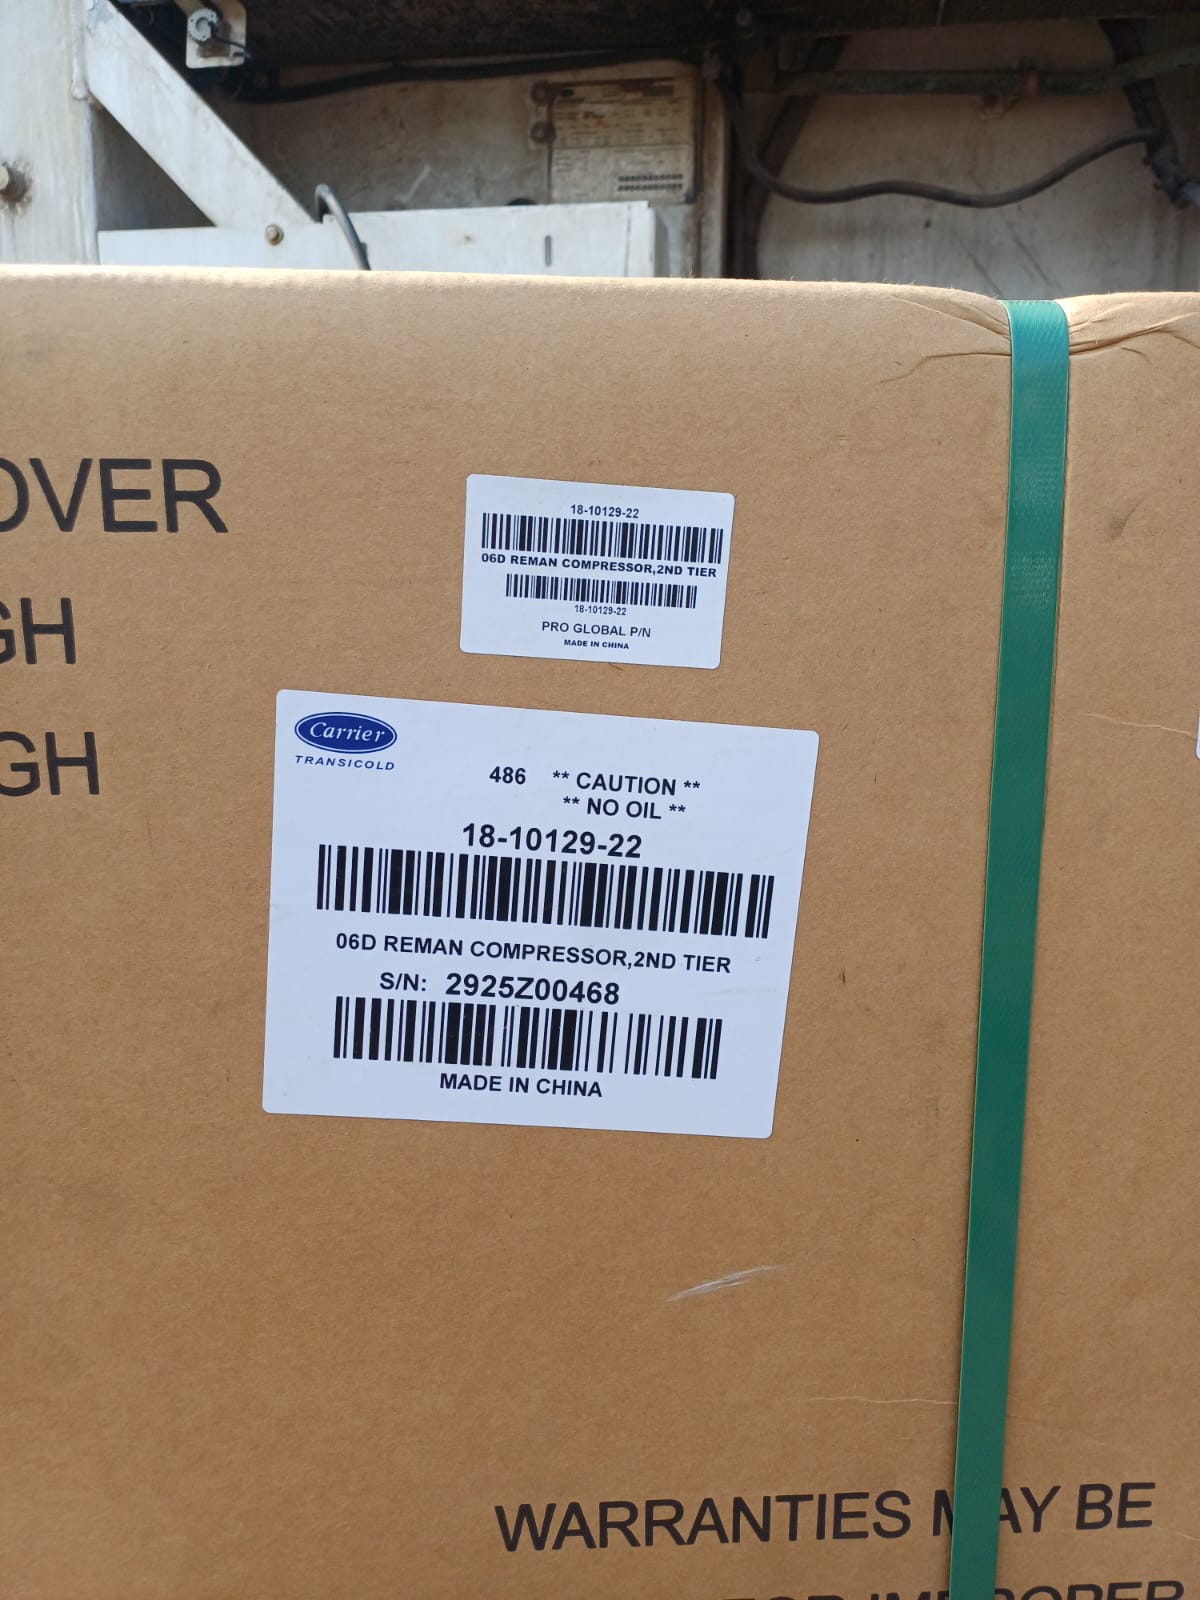 OVER
GH
GH
18-10129-22
06D REMAN COMPRESSOR,2ND TIER
18-10129-22
PRO GLOBAL P/N
MADE IN CHINA
Carrier
TRANSICOLD
486 ** CAUTION **
** NO OIL **
18-10129-22
06D REMAN COMPRESSOR,2ND TIER
S/N: 2925Z00468
MADE IN CHINA
WARRANTIES MAY BE